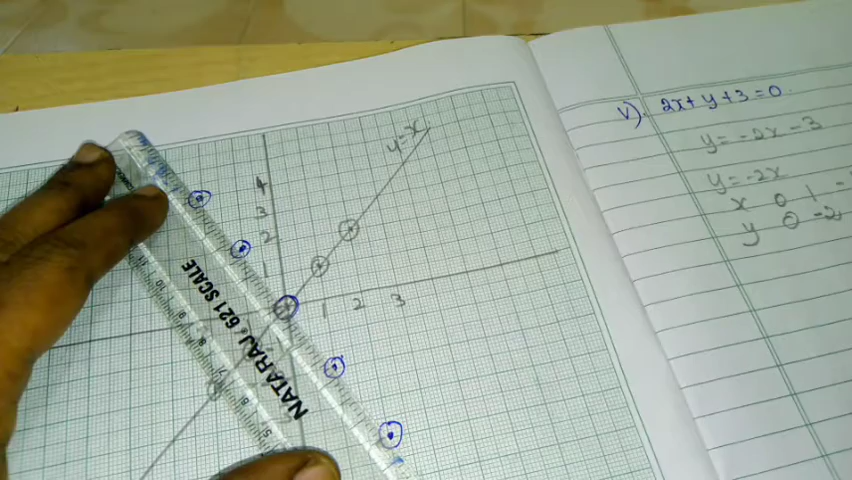 4
3
2
1
1 2 3
y=x
NATARAJ. 621 SCALE
V). 2x + y + 3 = 0.
y = -2x - 3
y = -2x
x 0 1 -
y 0 -2